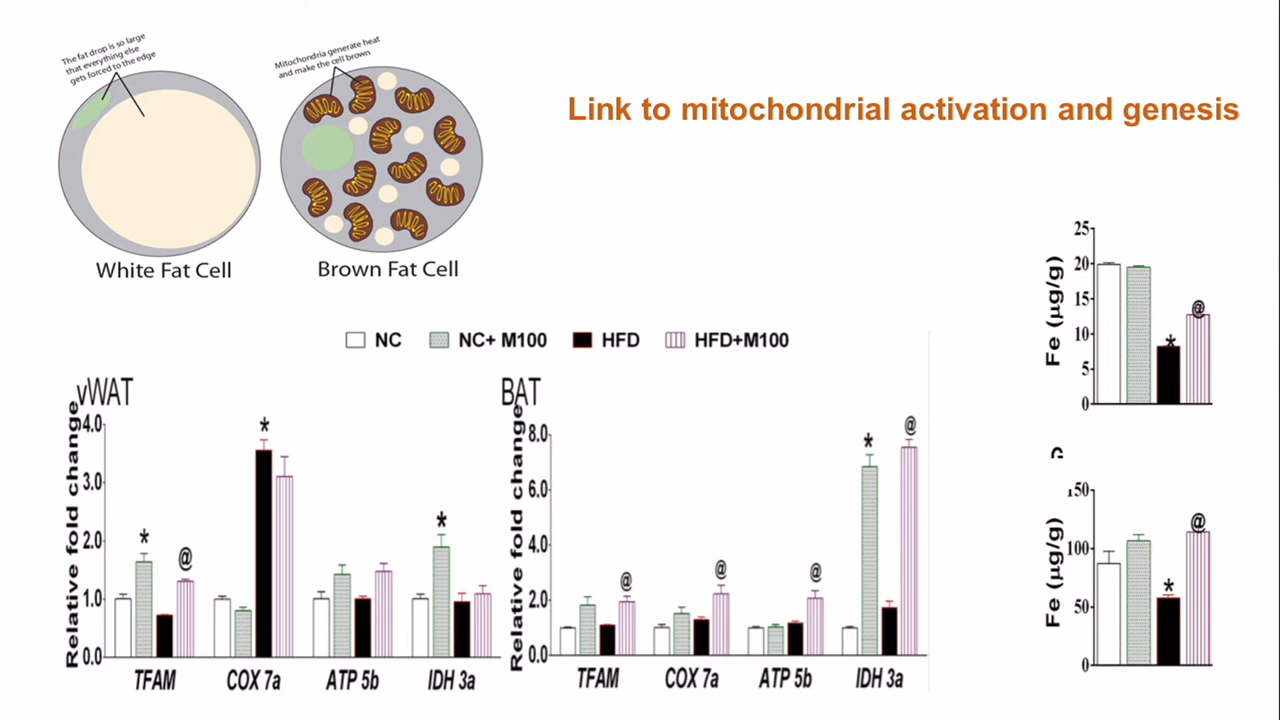 The fat drop is so large
that everything else
gets forced to the edge
Mitochondria generate heat
and make the cell brown
Link to mitochondrial activation and genesis
White Fat Cell
Brown Fat Cell
NC
NC+ M100
HFD
HFD+M100
vWAT
Relative fold change
4.0
3.0
2.0
1.0
0.0
*
@
*
*
TFAM
COX 7a
ATP 5b
IDH 3a
BAT
Relative fold change
8.0
6.0
4.0
2.0
0.0
@
@
@
*
@
TFAM
COX 7a
ATP 5b
IDH 3a
Fe (µg/g)
25
20
15
10
5
0
*
@
Fe (µg/g)
150
100
50
0
*
@